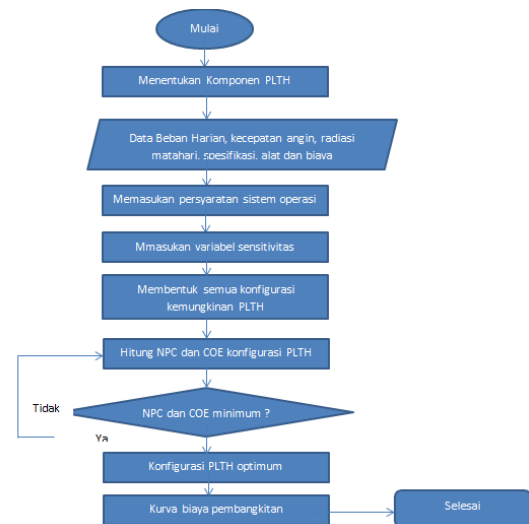 Mulai
Menentukan Komponen PLTH
Data Beban Harian, kecepatan angin, radiasi
matahari, spesifikasi, alat dan biaya
Memasukan persyaratan sistem operasi
Mmasukan variabel sensitivitas
Membentuk semua konfigurasi
kemungkinan PLTH
Hitung NPC dan COE konfigurasi PLTH
Tidak
NPC dan COE minimum ?
Ya
Konfigurasi PLTH optimum
Kurva biaya pembangkitan
Selesai